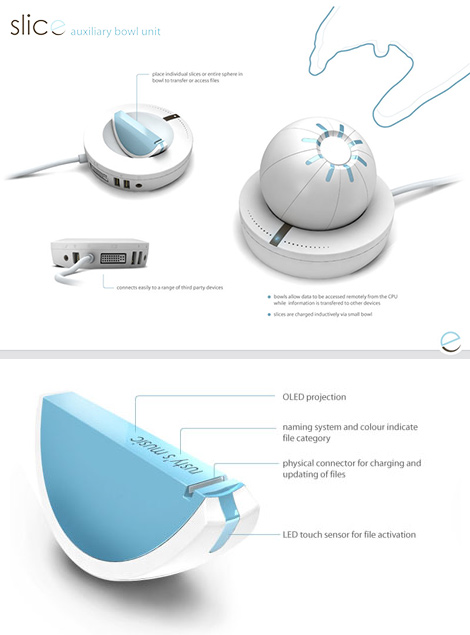 slice auxiliary bowl unit
place individual slices or entire sphere in
bowl to transfer or access files
connects easily to a range of third party devices
bowls allow data to be accessed remotely from the CPU
while information is transfered to other devices
slices are charged inductively via small bowl
e
OLED projection
naming system and colour indicate
file category
physical connector for charging and
updating of files
LED touch sensor for file activation
rusty's music